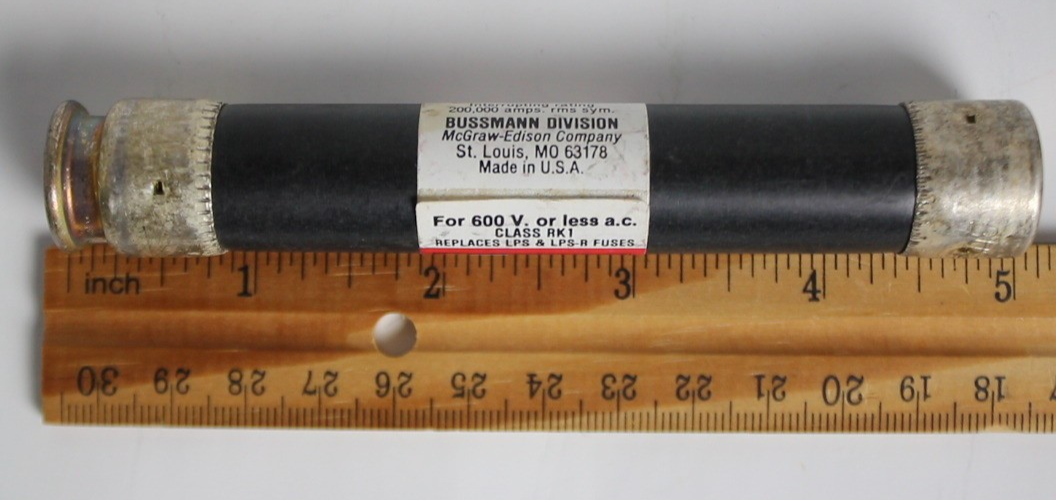 Interrupting rating
200,000 amps. rms sym.
BUSSMANN DIVISION
McGraw-Edison Company
St. Louis, MO 63178
Made in U.S.A.
For 600 V. or less a.c.
CLASS RK1
REPLACES LPS & LPS-R FUSES
inch 1 2 3 4 5
30 29 28 27 26 25 24 23 22 21 20 19 18